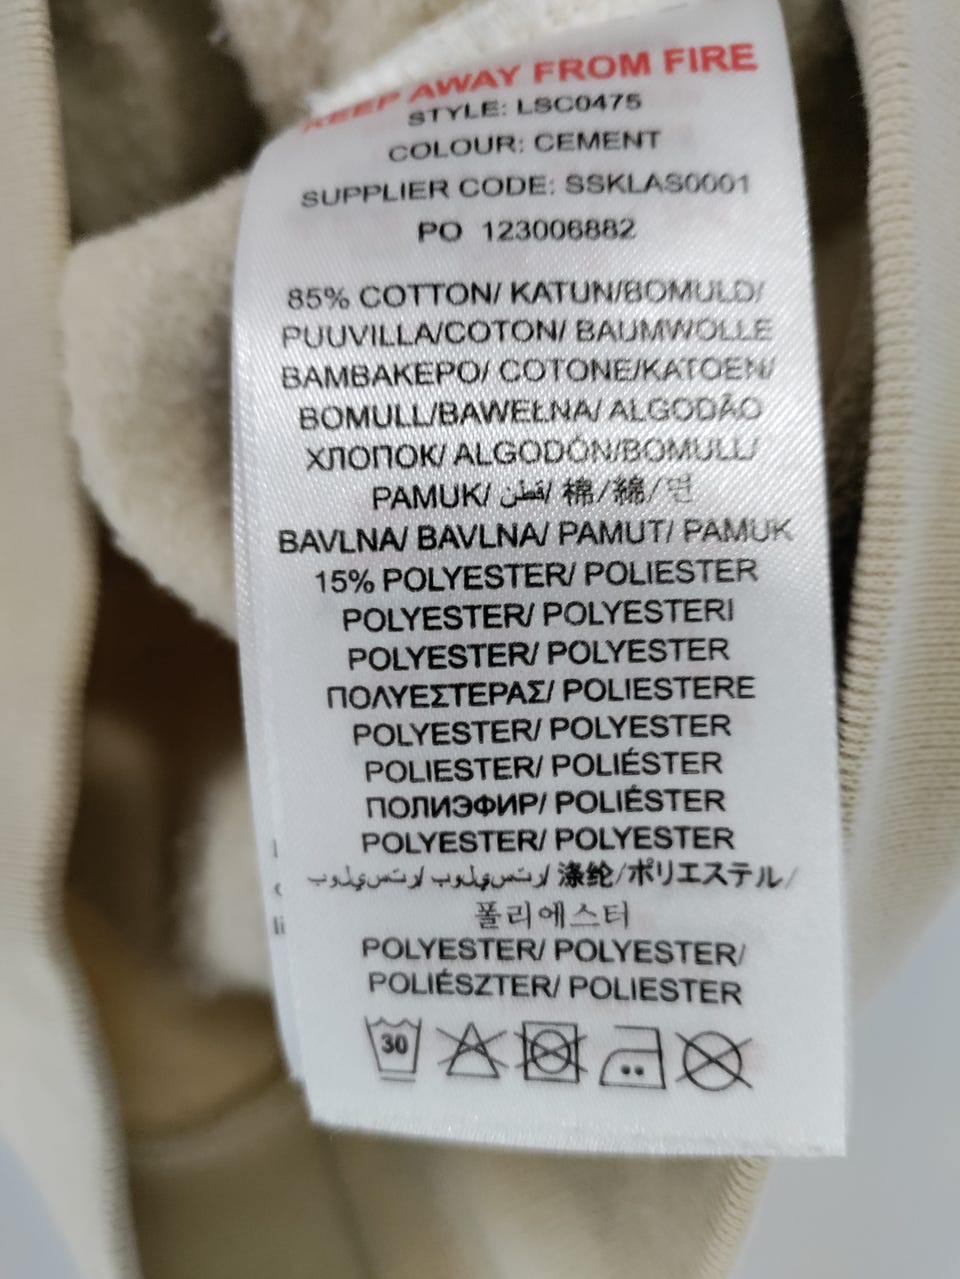 KEEP AWAY FROM FIRE
STYLE: LSC0475
COLOUR: CEMENT
SUPPLIER CODE: SSKLAS0001
PO 123006882
85% COTTON/ KATUN/BOMULD/
PUUVILLA/COTON/ BAUMWOLLE
ΒΑΜΒΑΚΕΡΟ/ COTONE/KATOEN/
BOMULL/BAWEŁNA/ ALGODÃO
ХЛОПОК/ ALGODÓN/BOMULL/
PAMUK/ قطن/ 棉/綿/면
BAVLNA/ BAVLNA/ PAMUT/ PAMUK
15% POLYESTER/ POLIESTER
POLYESTER/ POLYESTERI
POLYESTER/ POLYESTER
ΠΟΛΥΕΣΤΕΡΑΣ/ POLIESTERE
POLYESTER/ POLYESTER
POLIESTER/ POLIÉSTER
ПОЛИЭФИР/ POLIÉSTER
POLYESTER/ POLYESTER
بوليستر/ بوليستر/ 涤纶/ポリエステル/
폴리에스터
POLYESTER/ POLYESTER/
POLIÉSZTER/ POLIESTER
30